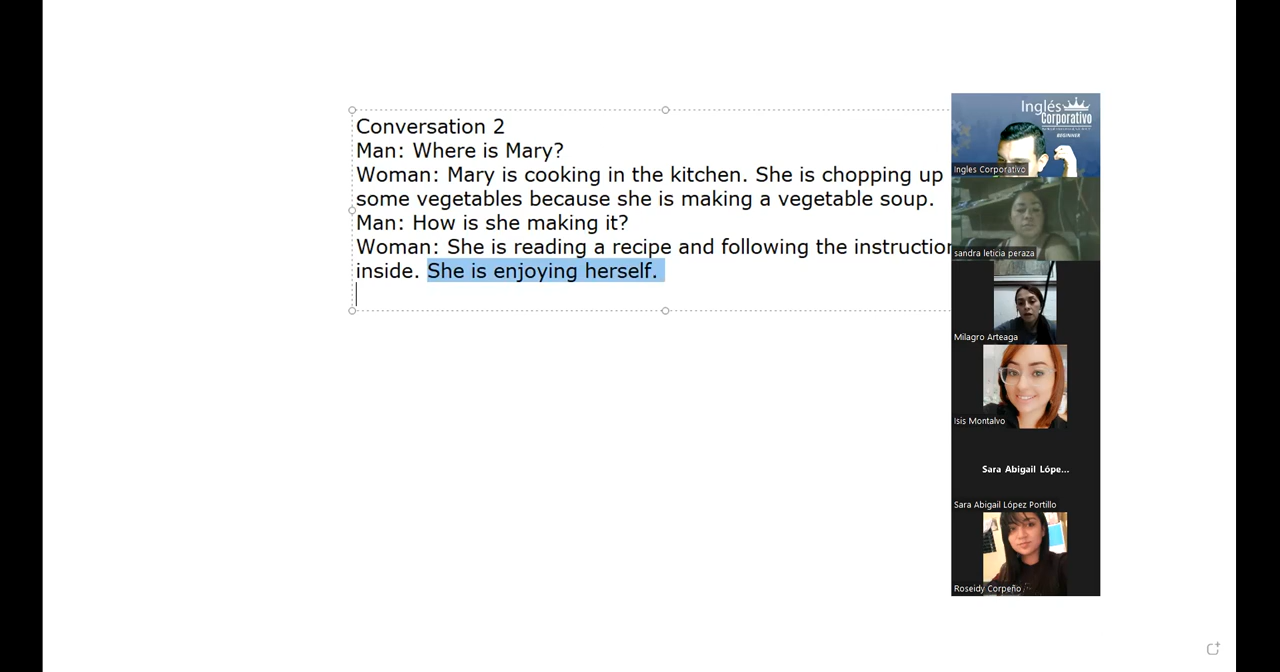 Conversation 2
Man: Where is Mary?
Woman: Mary is cooking in the kitchen. She is chopping up
some vegetables because she is making a vegetable soup.
Man: How is she making it?
Woman: She is reading a recipe and following the instruction
inside. She is enjoying herself.
Inglés
Corporativo
BEGINNER
Ingles Corporativo
sandra leticia peraza
Milagro Arteaga
Isis Montalvo
Sara Abigail Lópe...
Sara Abigail López Portillo
Roseidy Corpeño